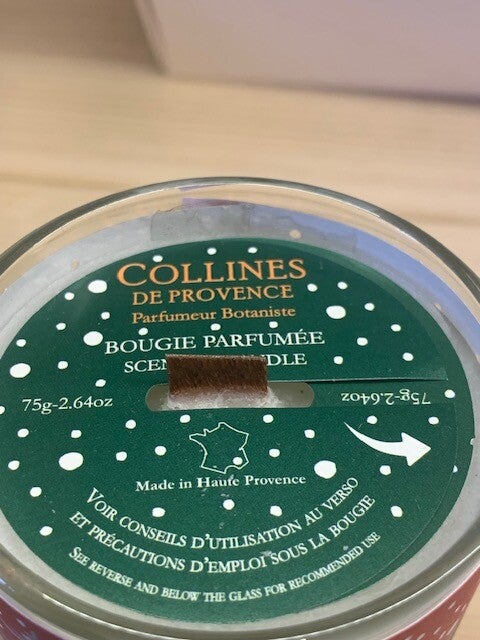 COLLINES
DE PROVENCE
Parfumeur Botaniste
BOUGIE PARFUMÉE
75g-2.64oz
75g-2.64oz
Made in Haute Provence
VOIR CONSEILS D'UTILISATION AU VERSO
ET PRÉCAUTIONS D'EMPLOI SOUS LA BOUGIE
SEE REVERSE AND BELOW THE GLASS FOR RECOMMENDED USE